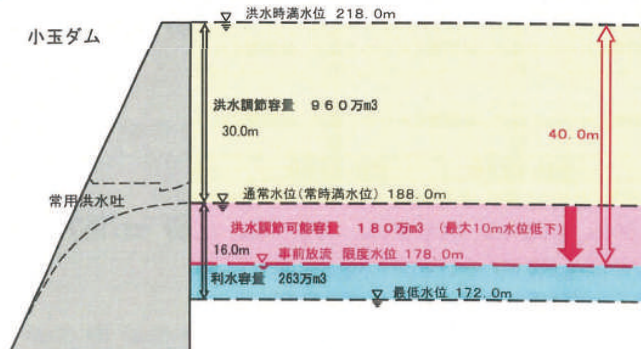 洪水時満水位 218.0m
小玉ダム
洪水調節容量 960万m3
30.0m
40.0m
通常水位(常時満水位) 188.0m
常用洪水吐
洪水調節可能容量 180万m3 (最大10m水位低下)
16.0m
事前放流 限度水位 178.0m
利水容量 263万m3
最低水位 172.0m